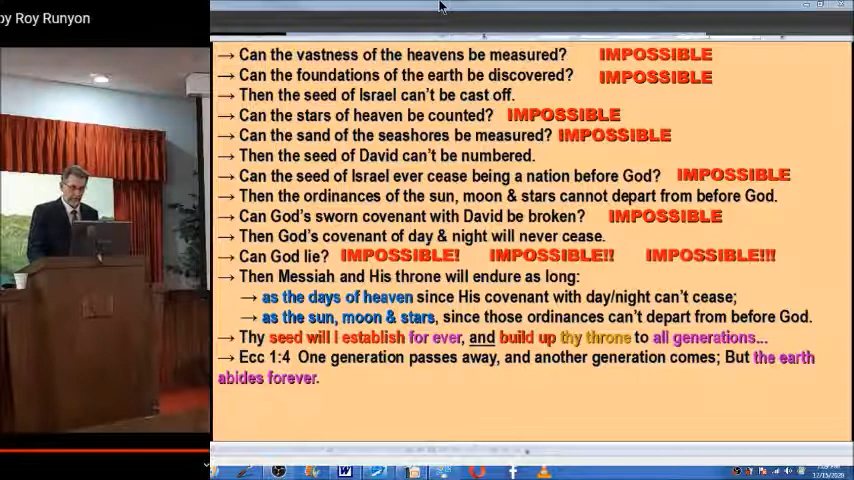 by Roy Runyon
→ Can the vastness of the heavens be measured? IMPOSSIBLE
→ Can the foundations of the earth be discovered? IMPOSSIBLE
→ Then the seed of Israel can't be cast off.
→ Can the stars of heaven be counted? IMPOSSIBLE
→ Can the sand of the seashores be measured? IMPOSSIBLE
→ Then the seed of David can't be numbered.
→ Can the seed of Israel ever cease being a nation before God? IMPOSSIBLE
→ Then the ordinances of the sun, moon & stars cannot depart from before God.
→ Can God's sworn covenant with David be broken? IMPOSSIBLE
→ Then God's covenant of day & night will never cease.
→ Can God lie? IMPOSSIBLE! IMPOSSIBLE!! IMPOSSIBLE!!!
→ Then Messiah and His throne will endure as long:
→ as the days of heaven since His covenant with day/night can't cease;
→ as the sun, moon & stars, since those ordinances can't depart from before God.
→ Thy seed will I establish for ever, and build up thy throne to all generations...
→ Ecc 1:4 One generation passes away, and another generation comes; But the earth
abides forever.
12/15/2020